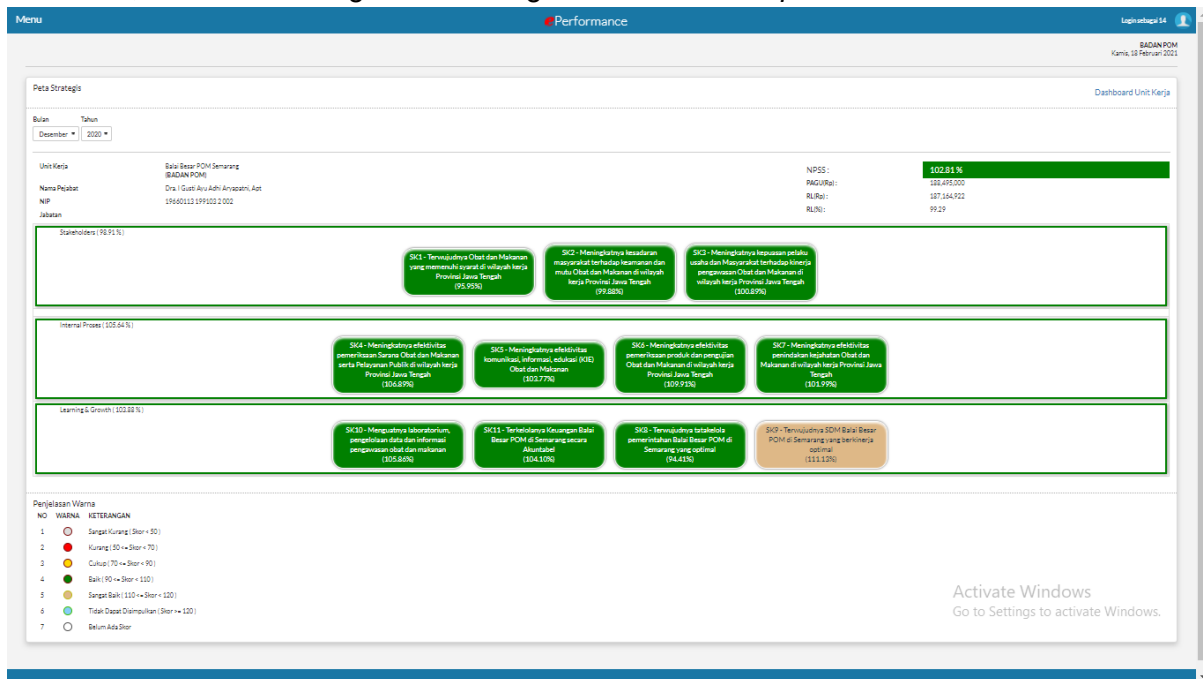 Menu
ePerformance
Login sebagai 14
BADAN POM
Kamis, 18 Februari 2021
Peta Strategis
Dashboard Unit Kerja
Bulan Tahun
Desember 2020
Unit Kerja Balai Besar POM Semarang
(BADAN POM)
Nama Pejabat Dra. I Gusti Ayu Adhi Aryapatni, Apt
NIP 19660113 199103 2 002
Jabatan
NPSS : 102.81 %
PAGU(Rp) : 188,495,000
RL(Rp) : 187,164,922
RL(%) : 99.29
Stakeholders ( 98.91 % )
SK1 - Terwujudnya Obat dan Makanan
yang memenuhi syarat di wilayah kerja
Provinsi Jawa Tengah
(95.95%)
SK2 - Meningkatnya kesadaran
masyarakat terhadap keamanan dan
mutu Obat dan Makanan di wilayah
kerja Provinsi Jawa Tengah
(99.88%)
SK3 - Meningkatnya kepuasan pelaku
usaha dan Masyarakat terhadap kinerja
pengawasan Obat dan Makanan di
wilayah kerja Provinsi Jawa Tengah
(100.89%)
Internal Proses ( 105.64 % )
SK4 - Meningkatnya efektivitas
pemeriksaan Sarana Obat dan Makanan
serta Pelayanan Publik di wilayah kerja
Provinsi Jawa Tengah
(106.89%)
SK5 - Meningkatnya efektivitas
komunikasi, informasi, edukasi (KIE)
Obat dan Makanan
(103.77%)
SK6 - Meningkatnya efektivitas
pemeriksaan produk dan pengujian
Obat dan Makanan di wilayah kerja
Provinsi Jawa Tengah
(109.91%)
SK7 - Meningkatnya efektivitas
penindakan kejahatan Obat dan
Makanan di wilayah kerja Provinsi Jawa
Tengah
(101.99%)
Learning & Growth ( 102.88 % )
SK10 - Menguatnya laboratorium,
pengelolaan data dan informasi
pengawasan obat dan makanan
(105.86%)
SK11 - Terkelolanya Keuangan Balai
Besar POM di Semarang secara
Akuntabel
(104.10%)
SK8 - Terwujudnya tatakelola
pemerintahan Balai Besar POM di
Semarang yang optimal
(94.41%)
SK9 - Terwujudnya SDM Balai Besar
POM di Semarang yang berkinerja
optimal
(111.13%)
Penjelasan Warna
NO WARNA KETERANGAN
1 Sangat Kurang ( Skor < 50 )
2 Kurang ( 50 <= Skor < 70 )
3 Cukup ( 70 <= Skor < 90 )
4 Baik ( 90 <= Skor < 110 )
5 Sangat Baik ( 110 <= Skor < 120 )
6 Tidak Dapat Disimpulkan ( Skor >= 120 )
7 Belum Ada Skor
Activate Windows
Go to Settings to activate Windows.